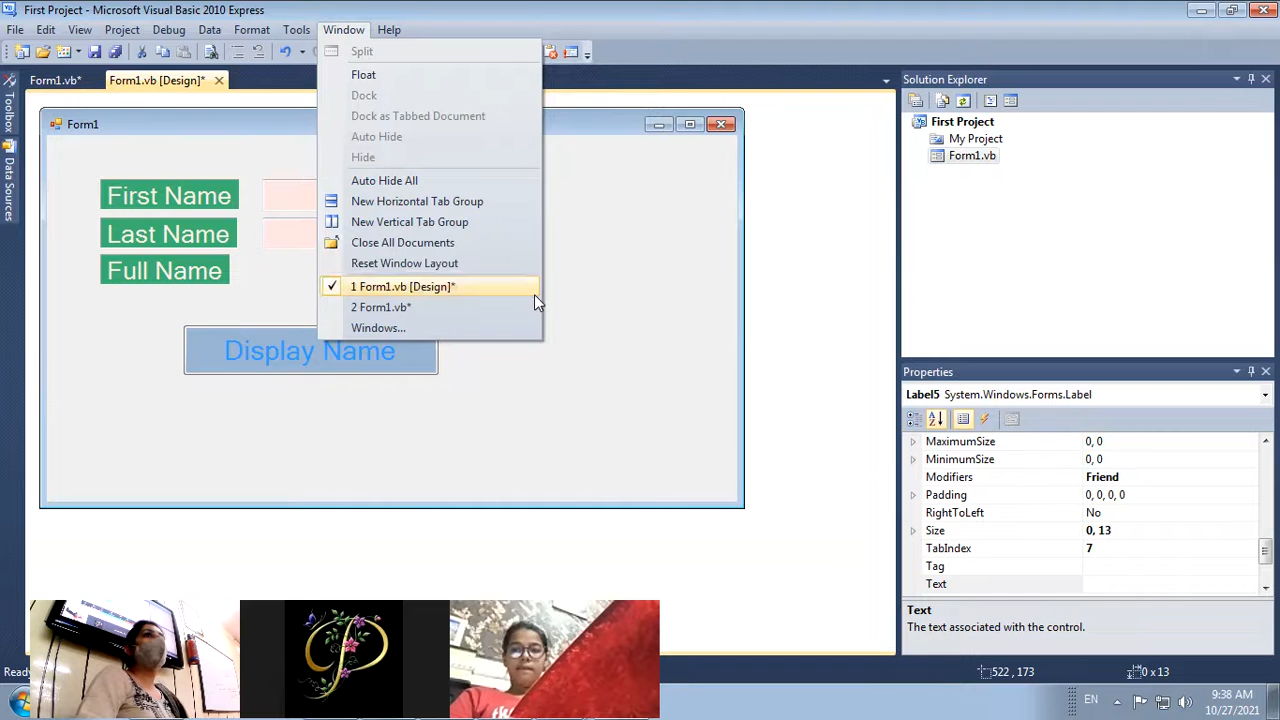 First Project - Microsoft Visual Basic 2010 Express
File Edit View Project Debug Data Format Tools Window Help
Form1.vb*
Form1.vb [Design]*
Toolbox
Data Sources
Form1
First Name
Last Name
Full Name
Display Name
Split
Float
Dock
Dock as Tabbed Document
Auto Hide
Hide
Auto Hide All
New Horizontal Tab Group
New Vertical Tab Group
Close All Documents
Reset Window Layout
1 Form1.vb [Design]*
2 Form1.vb*
Windows...
Solution Explorer
First Project
My Project
Form1.vb
Properties
Label5 System.Windows.Forms.Label
MaximumSize 0, 0
MinimumSize 0, 0
Modifiers Friend
Padding 0, 0, 0, 0
RightToLeft No
Size 0, 13
TabIndex 7
Tag
Text
Text
The text associated with the control.
522 , 173
0 x 13
EN
9:38 AM
10/27/2021